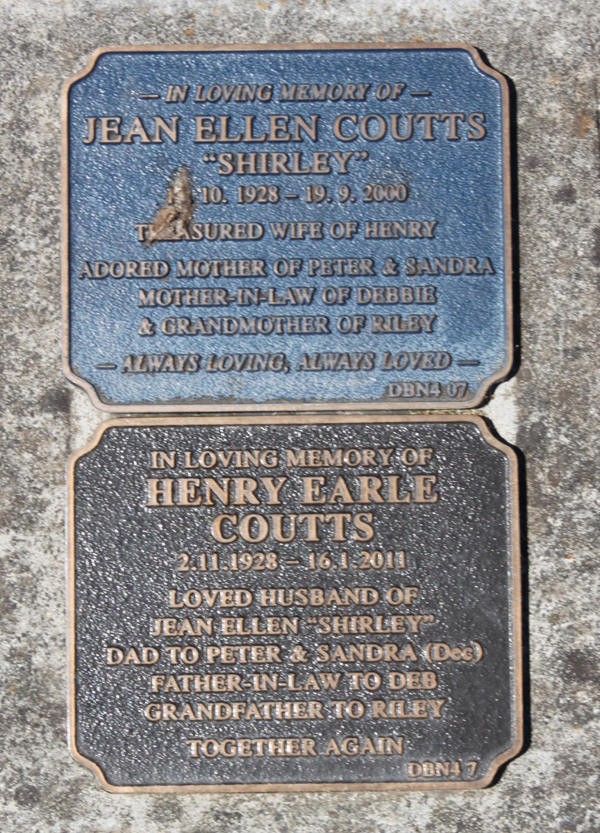 — IN LOVING MEMORY OF —
JEAN ELLEN COUTTS
“SHIRLEY”
10. 1928 – 19. 9. 2000
TREASURED WIFE OF HENRY
ADORED MOTHER OF PETER & SANDRA
MOTHER-IN-LAW OF DEBBIE
& GRANDMOTHER OF RILEY
— ALWAYS LOVING, ALWAYS LOVED —
DBN4 07
IN LOVING MEMORY OF
HENRY EARLE
COUTTS
2.11.1928 – 16.1.2011
LOVED HUSBAND OF
JEAN ELLEN “SHIRLEY”
DAD TO PETER & SANDRA (Dec)
FATHER-IN-LAW TO DEB
GRANDFATHER TO RILEY
TOGETHER AGAIN
DBN4 7